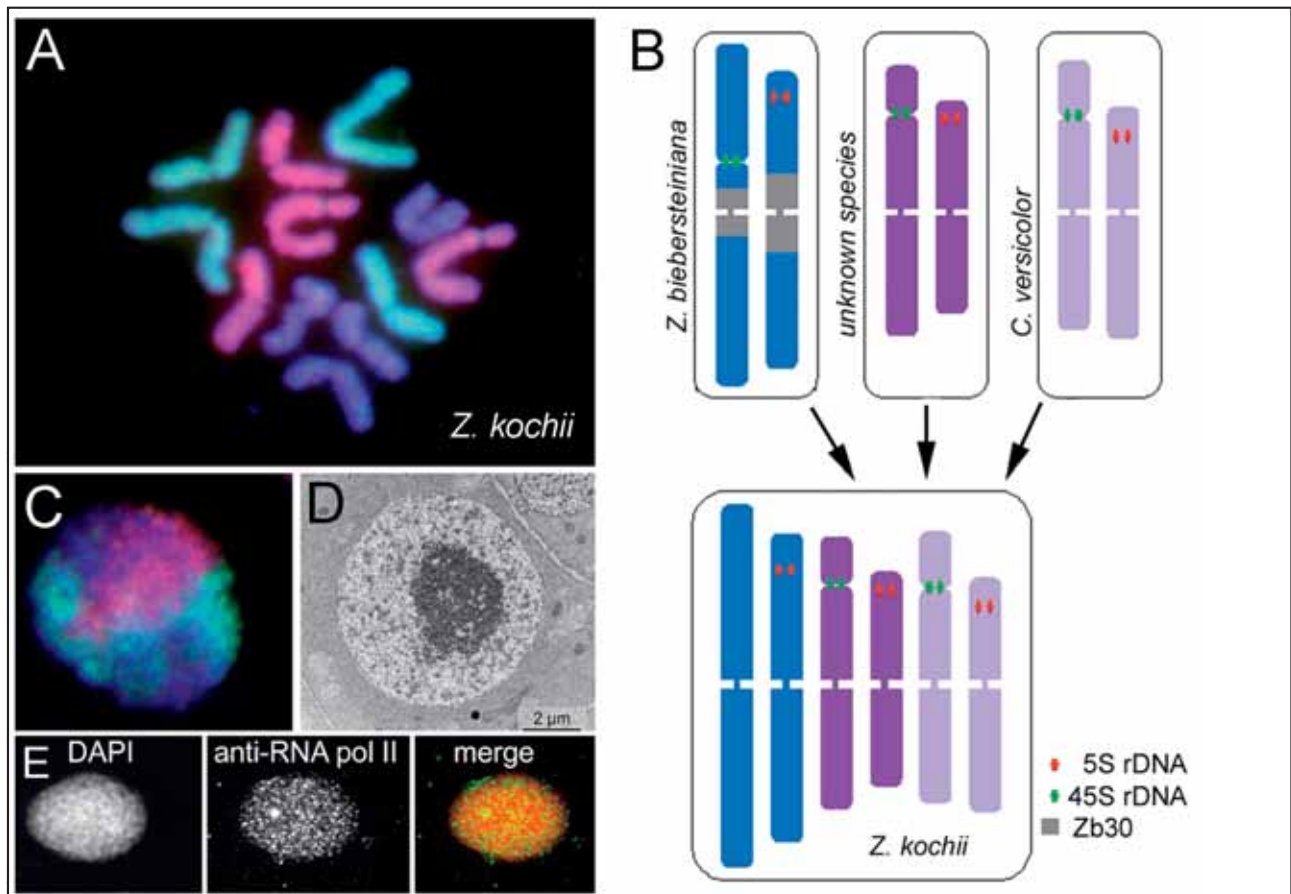 A
Z. kochii
B
Z. biebersteiniana
unknown species
C. versicolor
5S rDNA
45S rDNA
Zb30
Z. kochii
C
D
2 µm
E
DAPI
anti-RNA pol II
merge